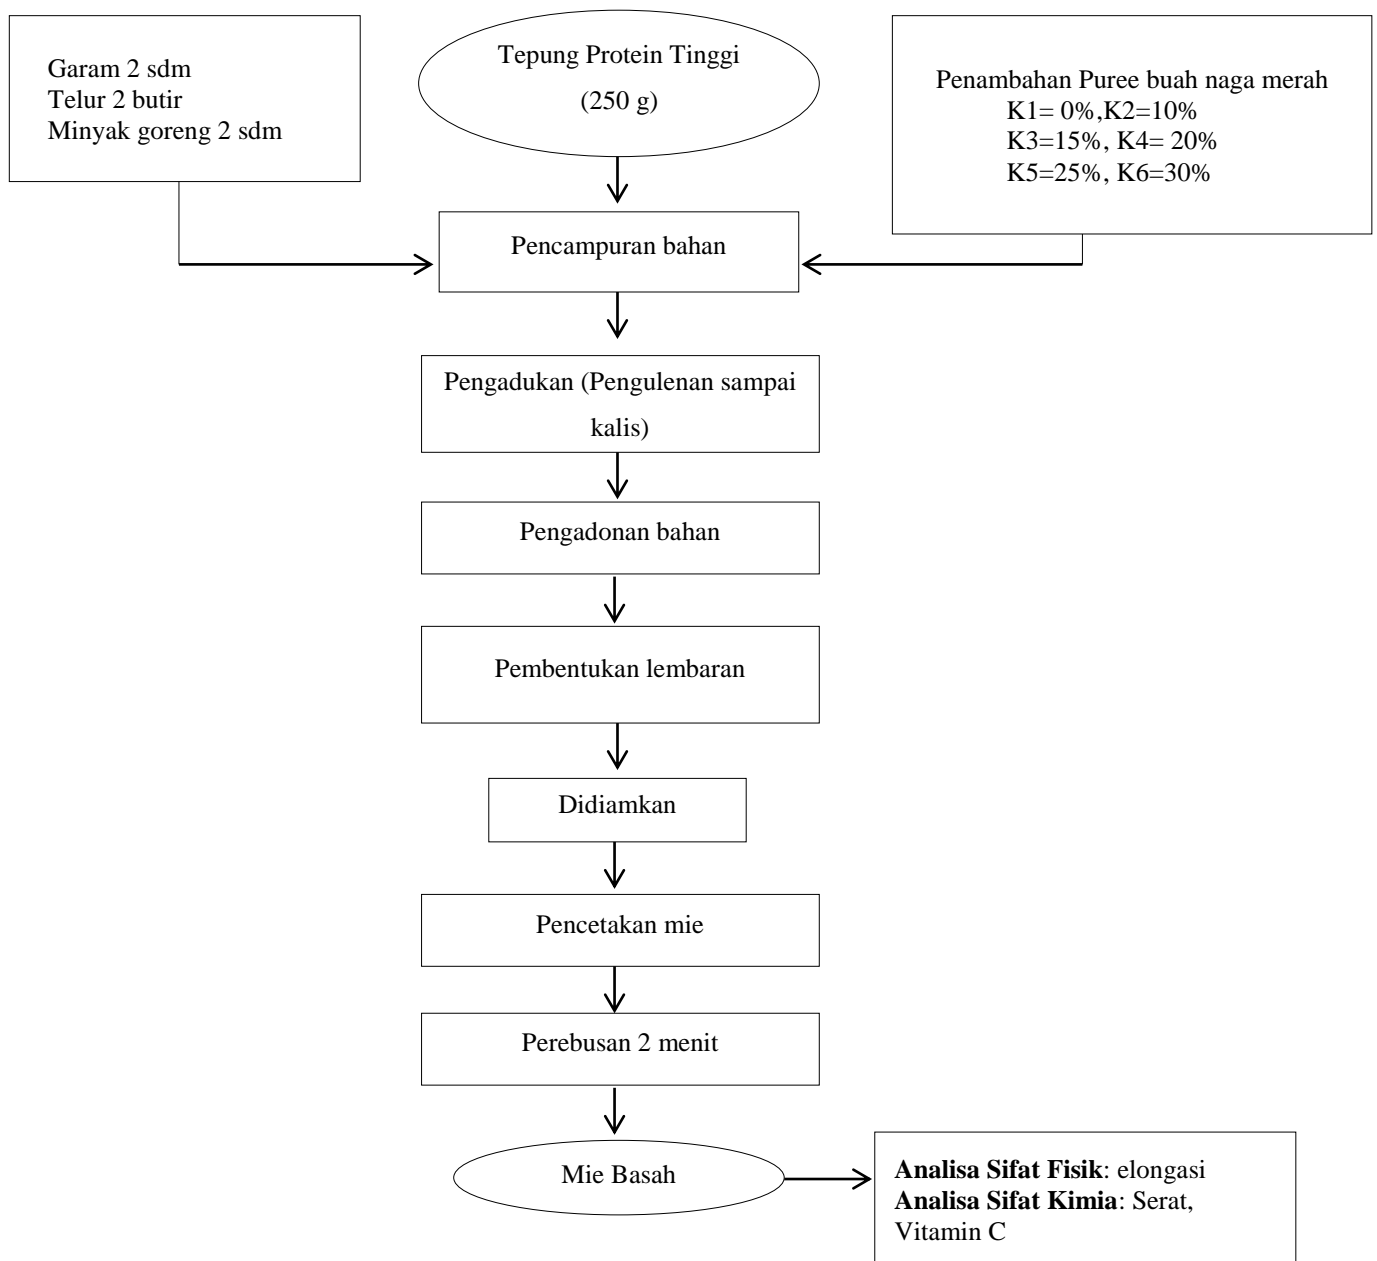 Garam 2 sdm
Telur 2 butir
Minyak goreng 2 sdm
Tepung Protein Tinggi
(250 g)
Penambahan Puree buah naga merah
K1= 0%,K2=10%
K3=15%, K4= 20%
K5=25%, K6=30%
Pencampuran bahan
Pengadukan (Pengulenan sampai
kalis)
Pengadonan bahan
Pembentukan lembaran
Didiamkan
Pencetakan mie
Perebusan 2 menit
Mie Basah
Analisa Sifat Fisik: elongasi
Analisa Sifat Kimia: Serat,
Vitamin C